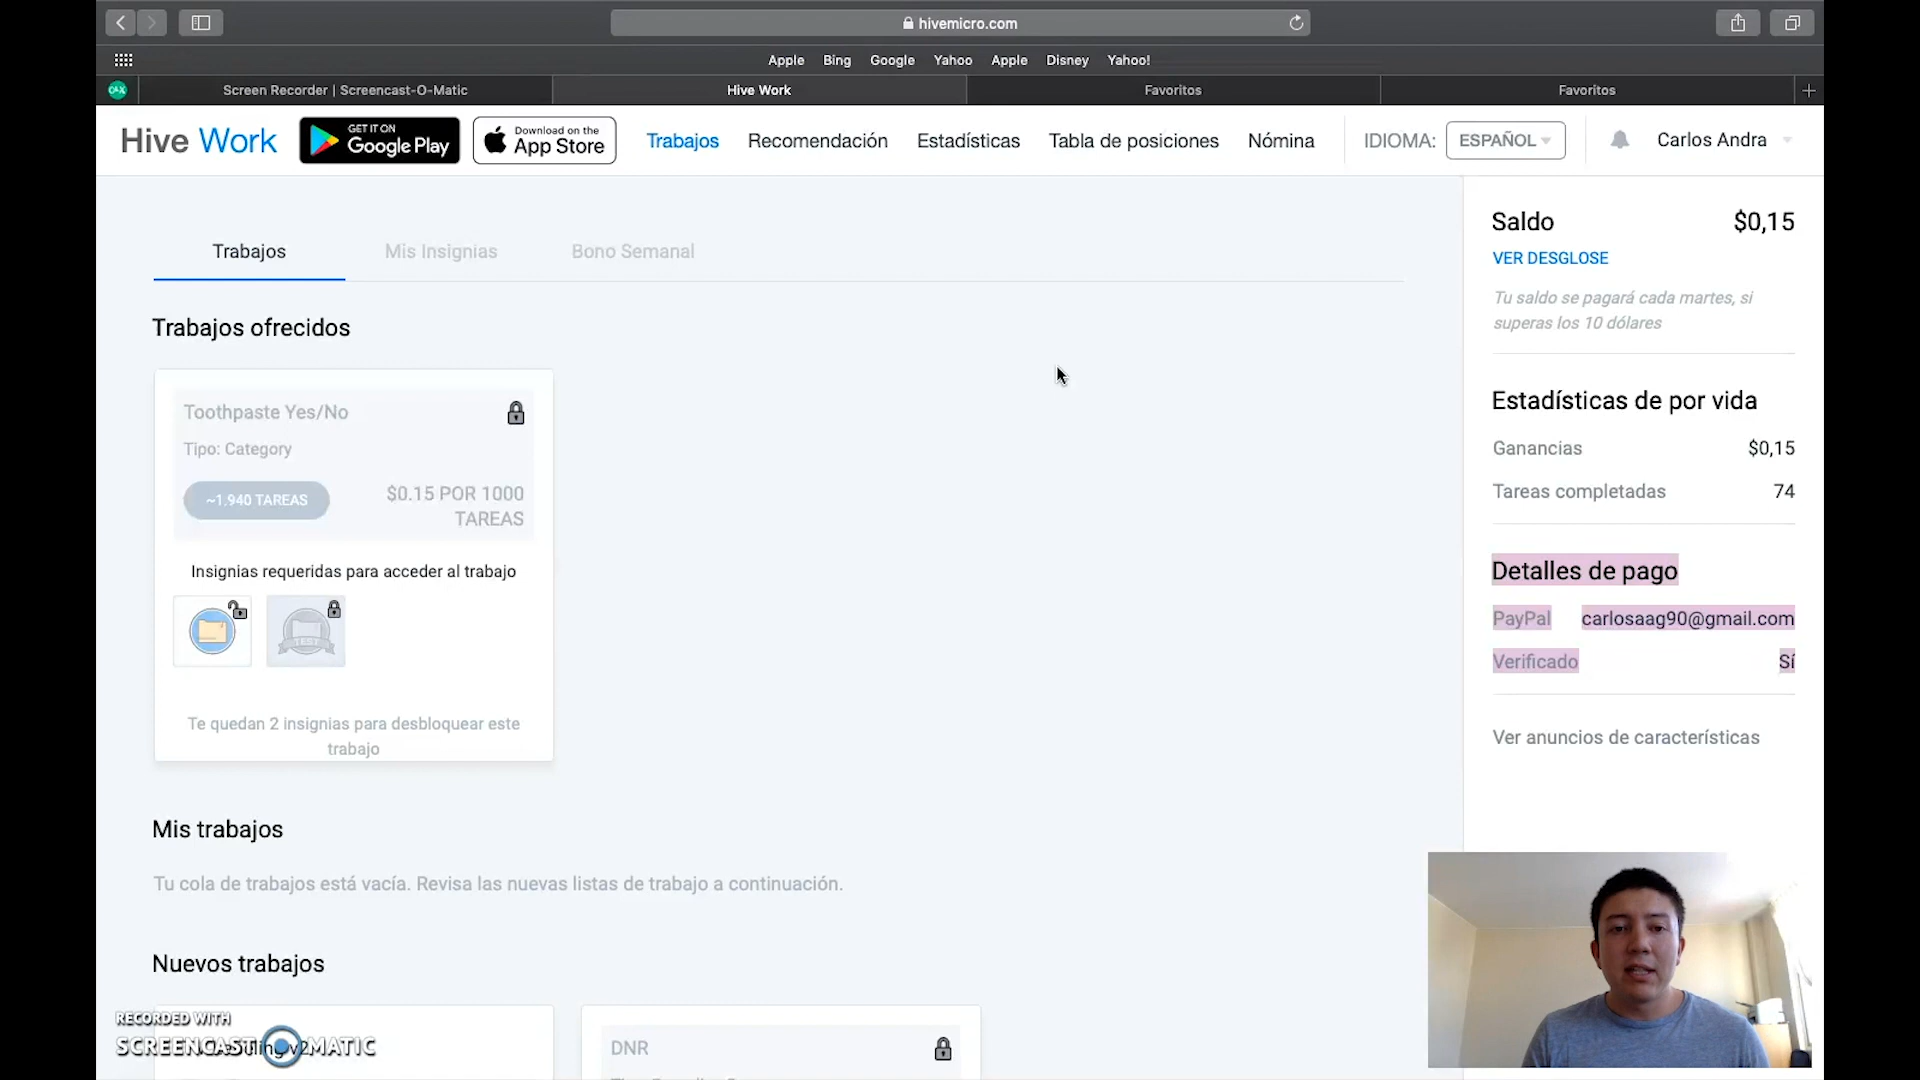 hivemicro.com
Apple Bing Google Yahoo Apple Disney Yahoo!
Screen Recorder | Screencast-O-Matic
Hive Work
Favoritos
Favoritos
Hive Work
GET IT ON
Google Play
Download on the
App Store
Trabajos
Recomendación
Estadísticas
Tabla de posiciones
Nómina
IDIOMA:
ESPAÑOL
Carlos Andra
Trabajos
Mis Insignias
Bono Semanal
Trabajos ofrecidos
Toothpaste Yes/No
Tipo: Category
~1.940 TAREAS
$0.15 POR 1000
TAREAS
Insignias requeridas para acceder al trabajo
Te quedan 2 insignias para desbloquear este
trabajo
Mis trabajos
Tu cola de trabajos está vacía. Revisa las nuevas listas de trabajo a continuación.
Nuevos trabajos
DNR
Saldo $0,15
VER DESGLOSE
Tu saldo se pagará cada martes, si
superas los 10 dólares
Estadísticas de por vida
Ganancias $0,15
Tareas completadas 74
Detalles de pago
PayPal carlosaag90@gmail.com
Verificado Sí
Ver anuncios de características
RECORDED WITH
SCREENCAST-O-MATIC